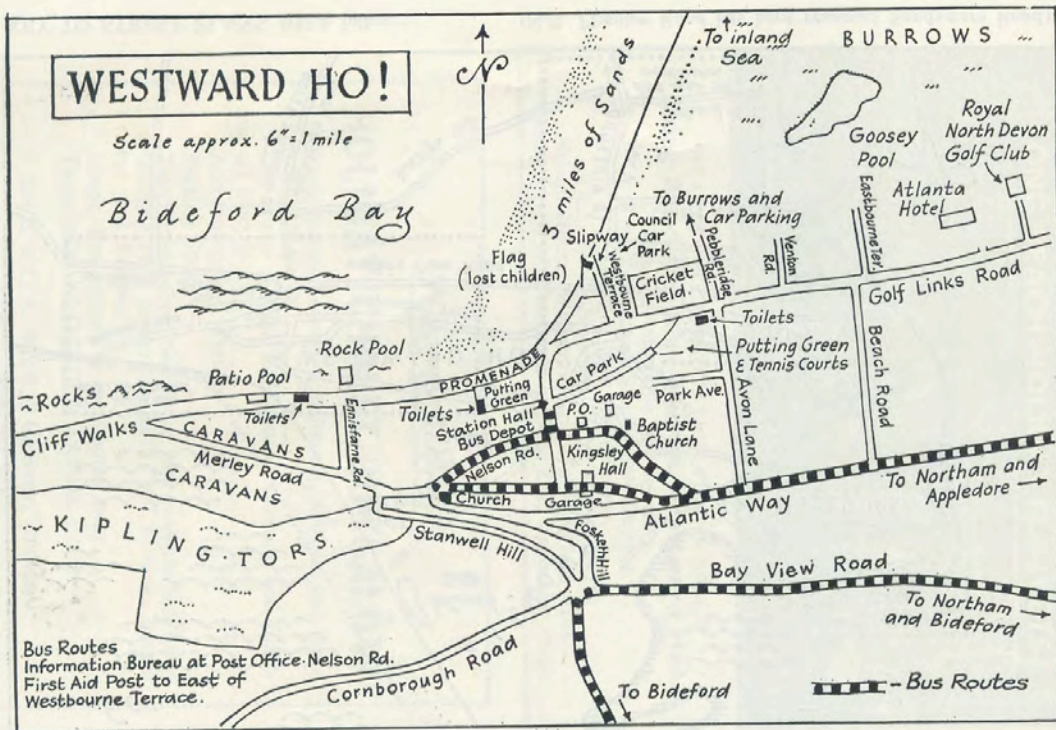 WESTWARD HO!
Scale approx. 6"=1 mile
Bideford Bay
N
3 miles of Sands
To inland
Sea
BURROWS
Goosey
Pool
Royal
North Devon
Golf Club
Atlanta
Hotel
To Burrows and
Car Parking
Council
Car
Park
Slipway
Flag
(lost children)
Westbourne
Terrace
Cricket
Field.
Pebbleridge
Rd.
Venton
Rd.
Eastbourne Ter.
Golf Links Road
Toilets
Putting Green
& Tennis Courts
Rock Pool
PROMENADE
Car Park
Rocks
Patio Pool
Toilets
Cliff Walks
CARAVANS
Merley Road
CARAVANS
Ennisfarne Rd.
Putting
Green
Toilets
Station Hall
Bus Depot
P.O.
Garage
Park Ave.
Baptist
Church
Avon Lane
Beach Road
Nelson Rd.
Kingsley
Hall
Church
Garage
Atlantic Way
To Northam and
Appledore
KIPLING·TORS
Stanwell Hill
Fosketh Hill
Bay View Road
To Northam
and Bideford
Cornborough Road
To Bideford
Bus Routes
Information Bureau at Post Office·Nelson Rd.
First Aid Post to East of
Westbourne Terrace.
-Bus Routes